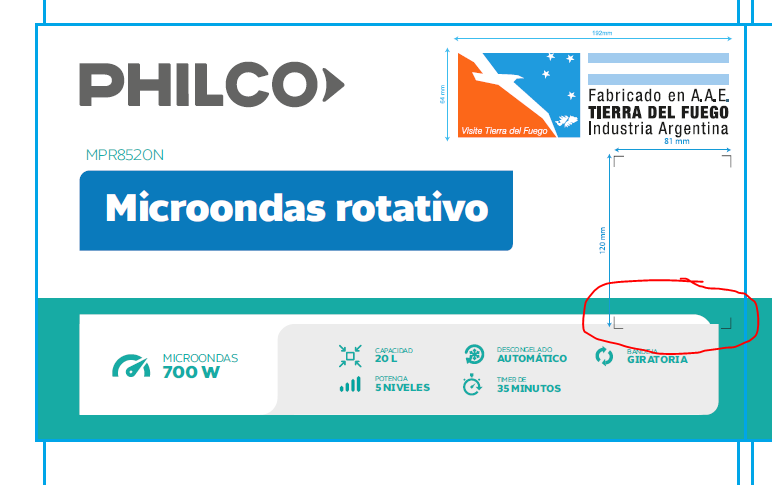 192mm
PHILCO
64 mm
Visite Tierra del Fuego
Fabricado en A.A.E.
TIERRA DEL FUEGO
Industria Argentina
81 mm
MPR8520N
Microondas rotativo
120 mm
MICROONDAS
700 W
CAPACIDAD
20 L
DESCONGELADO
AUTOMÁTICO
BANDEJA
GIRATORIA
POTENCIA
5 NIVELES
TIMER DE
35 MINUTOS